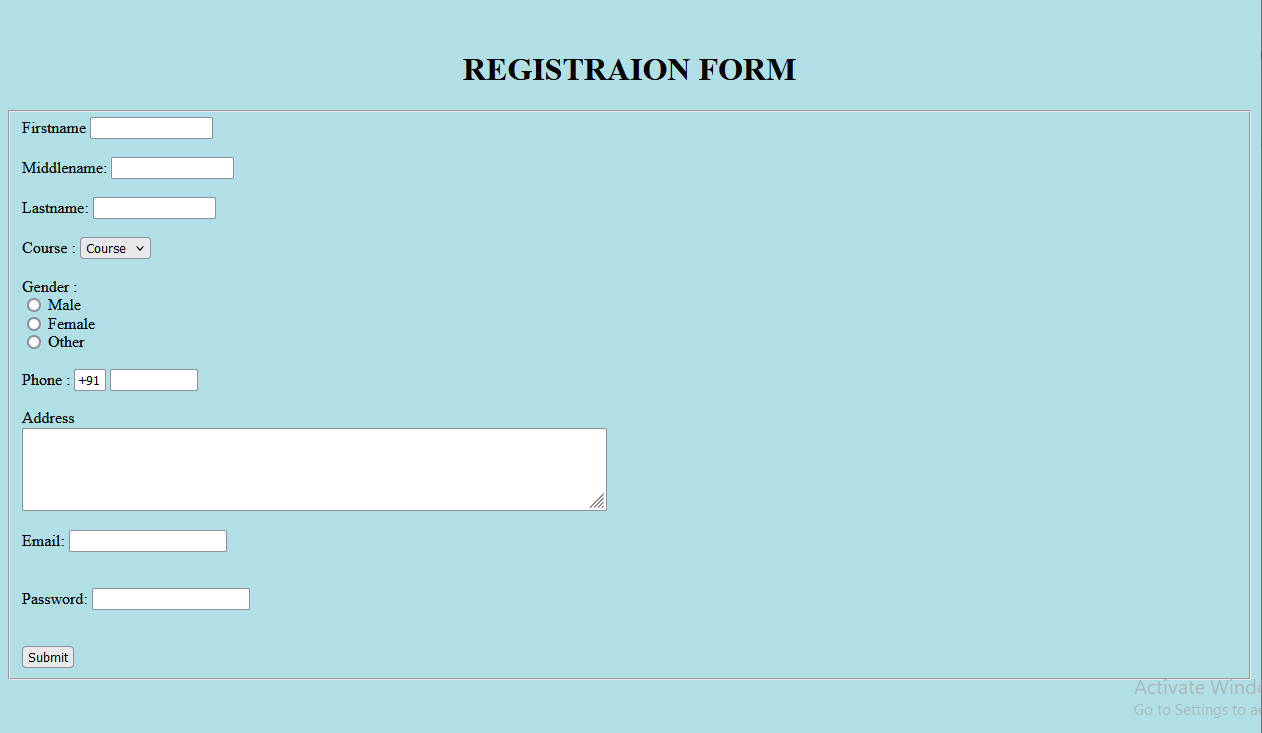 REGISTRAION FORM
Firstname
Middlename:
Lastname:
Course : Course
Gender :
Male
Female
Other
Phone : +91
Address
Email:
Password:
Submit
Activate Windo
Go to Settings to a